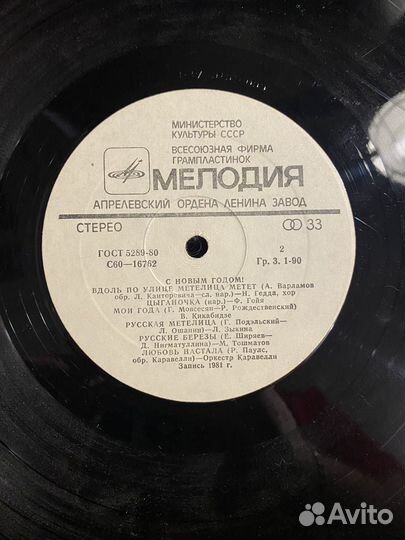 МИНИСТЕРСТВО
КУЛЬТУРЫ СССР
ВСЕСОЮЗНАЯ ФИРМА
ГРАМПЛАСТИНОК
МЕЛОДИЯ
АПРЕЛЕВСКИЙ ОРДЕНА ЛЕНИНА ЗАВОД
СТЕРЕО 33
ГОСТ 5289-80 2
С60—16762 Гр. 3. 1-90
С НОВЫМ ГОДОМ!
ВДОЛЬ ПО УЛИЦЕ МЕТЕЛИЦА МЕТЕТ (А. Варламов
обр. Л. Канторевича—сл. нар.)—Н. Гедда, хор
ЦЫГАНОЧКА (нар.)—Ф. Гойя
МОИ ГОДА (Г. Мовсесян—Р. Рождественский)
В. Кикабидзе
РУССКАЯ МЕТЕЛИЦА (Г. Подэльский—
Л. Ошанин)—Л. Зыкина
РУССКИЕ БЕРЕЗЫ (Е. Ширяев—
Д. Нигматуллина)—М. Тошматов
ЛЮБОВЬ НАСТАЛА (Р. Паулс,
обр. Каравелли)—Оркестр Каравелли
Запись 1981 г.
Avito